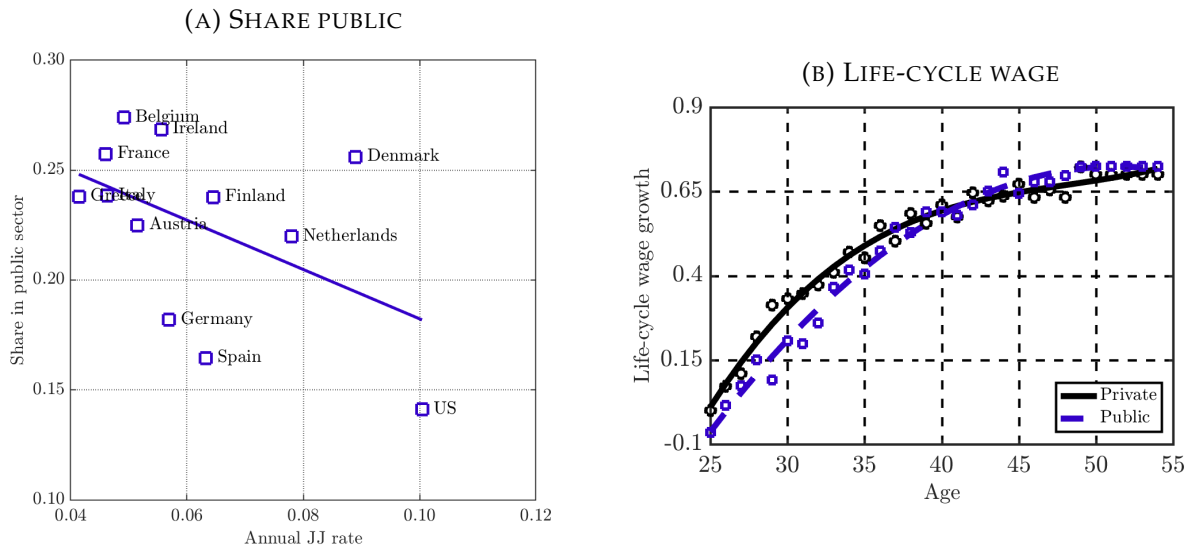 (A) SHARE PUBLIC
0.30
0.25
0.20
0.15
0.10
0.04
0.06
0.08
0.10
0.12
Share in public sector
Annual JJ rate
Belgium
Ireland
France
Denmark
Greece
Italy
Finland
Austria
Netherlands
Germany
Spain
US
(B) LIFE-CYCLE WAGE
0.9
0.65
0.4
0.15
-0.1
25
30
35
40
45
50
55
Life-cycle wage growth
Age
Private
Public